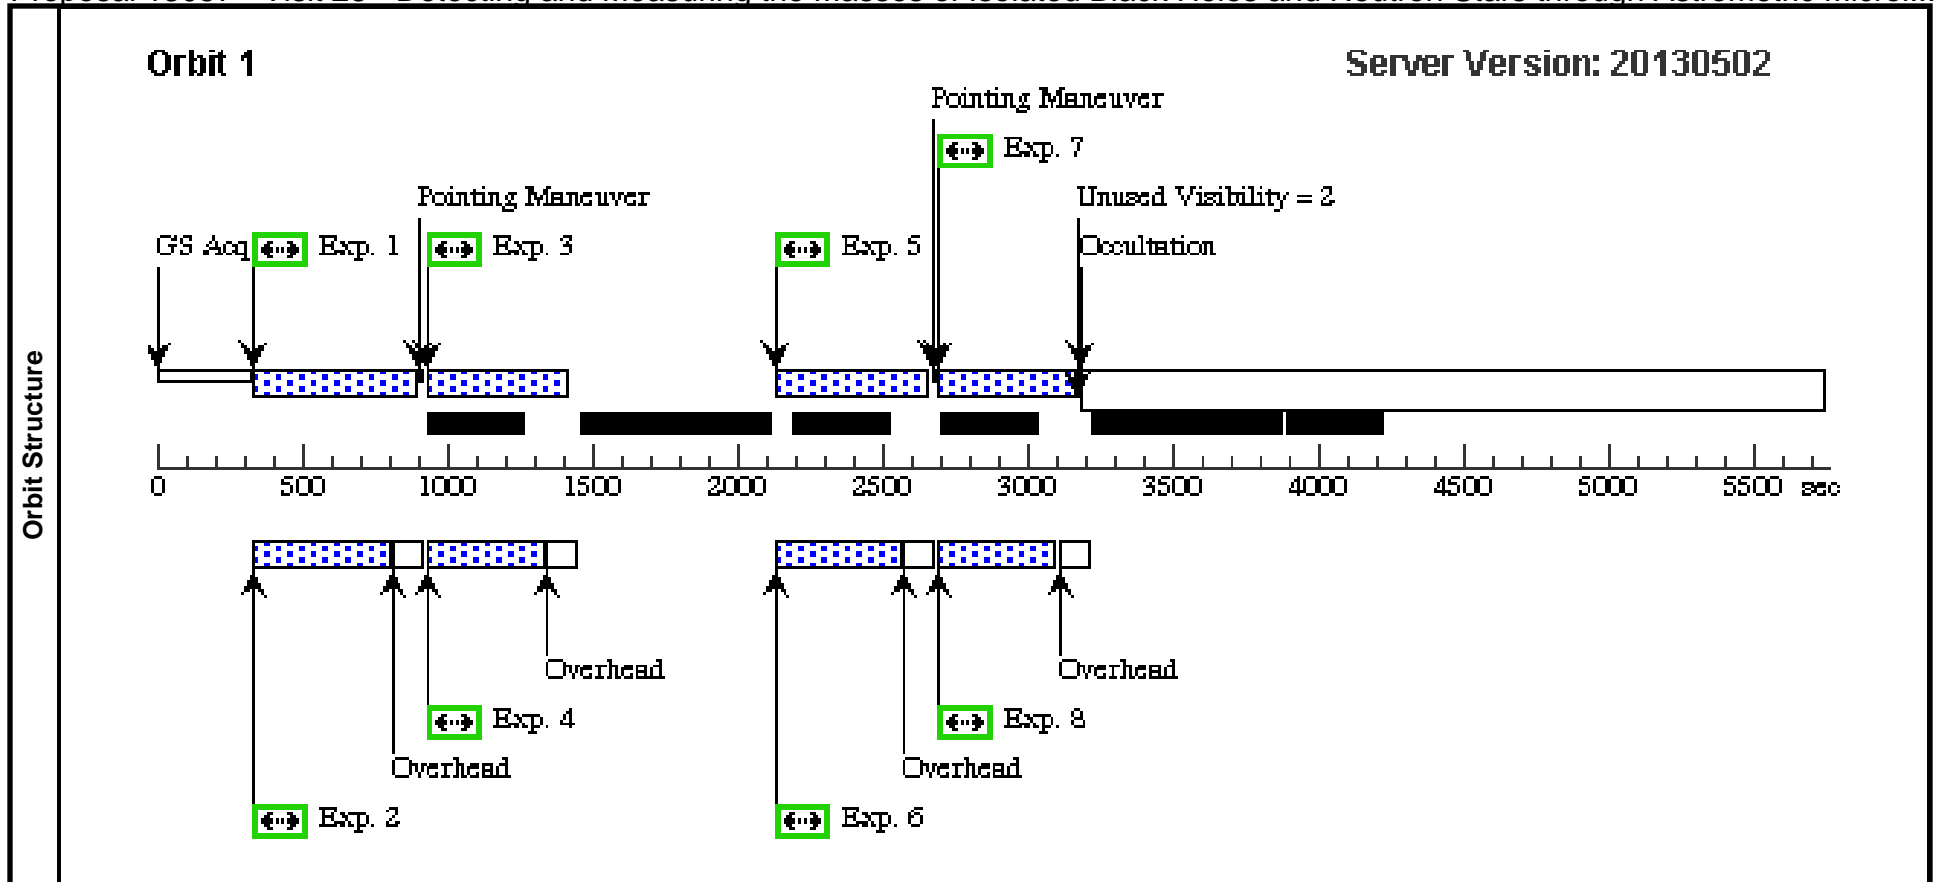 Orbit 1
Server Version: 20130502
Pointing Maneuver
Exp. 7
Pointing Maneuver
Unused Visibility = 2
GS Acq
Exp. 1
Exp. 3
Exp. 5
Occultation
Orbit Structure
0 500 1000 1500 2000 2500 3000 3500 4000 4500 5000 5500 sec
Overhead
Overhead
Exp. 4
Exp. 8
Overhead
Overhead
Exp. 2
Exp. 6